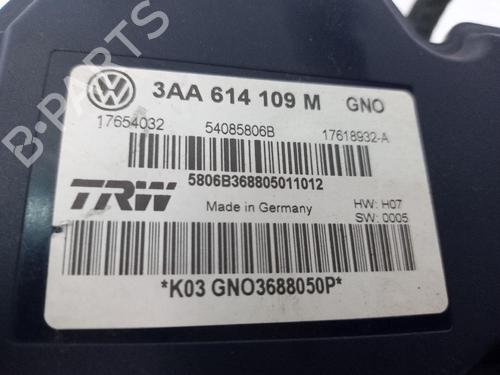 B-PARTS
3AA 614 109 M GNO
17654032 54085806B 17618932-A
5806B368805011012
TRW Made in Germany HW: H07
SW: 0005
*K03 GNO3688050P*